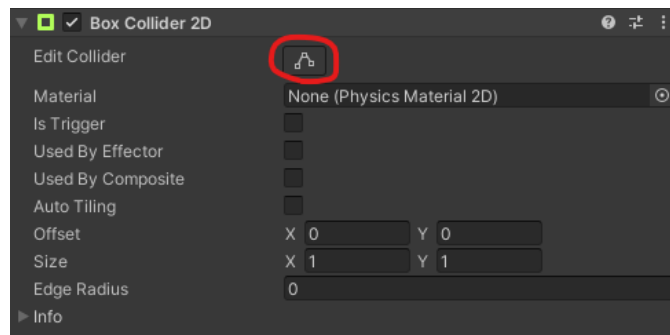 Box Collider 2D
Edit Collider
Material None (Physics Material 2D)
Is Trigger
Used By Effector
Used By Composite
Auto Tiling
Offset X 0 Y 0
Size X 1 Y 1
Edge Radius 0
Info